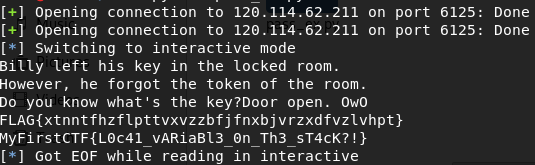 [+] Opening connection to 120.114.62.211 on port 6125: Done
[+] Opening connection to 120.114.62.211 on port 6125: Done
[*] Switching to interactive mode
Billy left his key in the locked room.
However, he forgot the token of the room.
Do you know what's the key?Door open. OwO
FLAG{xtnntfhzflpttvxvzzbfjfnxbjvrzxdfvzlvhpt}
MyFirstCTF{L0c41_vARiaBl3_0n_Th3_sT4cK?!}
[*] Got EOF while reading in interactive